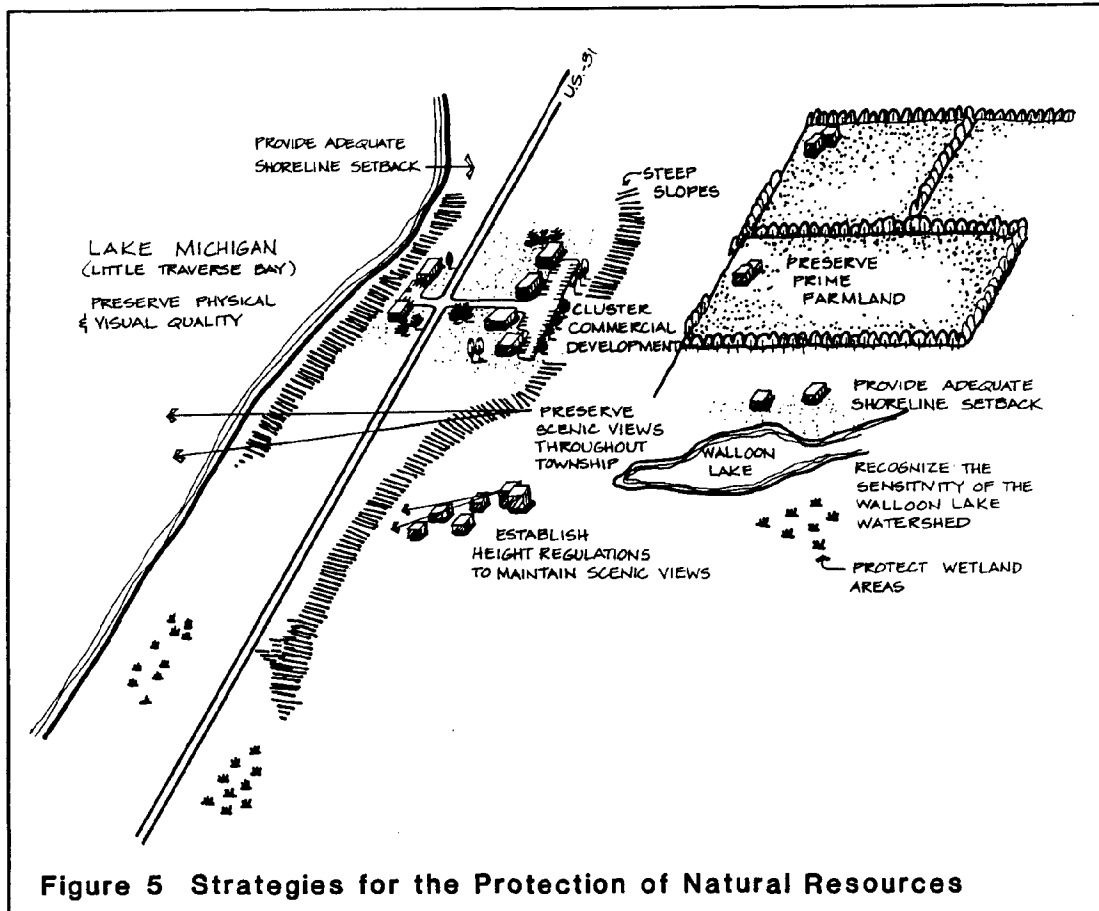 U.S.-31
PROVIDE ADEQUATE
SHORELINE SETBACK
STEEP
SLOPES
LAKE MICHIGAN
(LITTLE TRAVERSE BAY)
PRESERVE PHYSICAL
& VISUAL QUALITY
PRESERVE
PRIME
FARMLAND
CLUSTER
COMMERCIAL
DEVELOPMENT
PROVIDE ADEQUATE
SHORELINE SETBACK
PRESERVE
SCENIC VIEWS
THROUGHOUT
TOWNSHIP
WALLOON
LAKE
RECOGNIZE THE
SENSITVITY OF THE
WALLOON LAKE
WATERSHED
ESTABLISH
HEIGHT REGULATIONS
TO MAINTAIN SCENIC VIEWS
PROTECT WETLAND
AREAS
Figure 5 Strategies for the Protection of Natural Resources